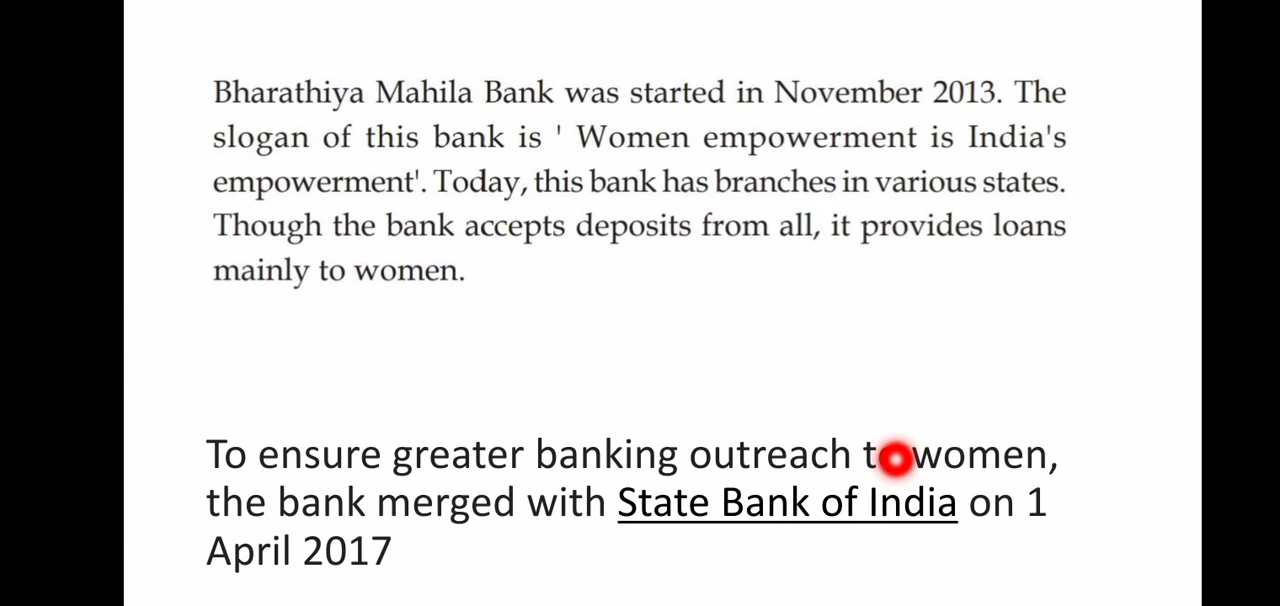 Bharathiya Mahila Bank was started in November 2013. The
slogan of this bank is ' Women empowerment is India's
empowerment'. Today, this bank has branches in various states.
Though the bank accepts deposits from all, it provides loans
mainly to women.
To ensure greater banking outreach to women,
the bank merged with State Bank of India on 1
April 2017